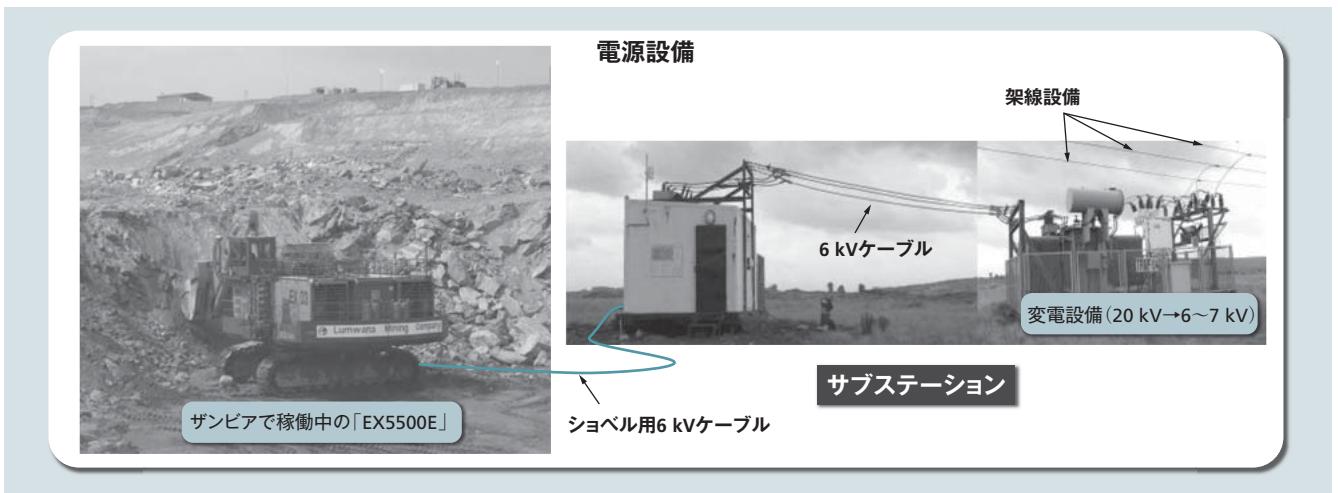 電源設備
架線設備
6 kVケーブル
変電設備（20 kV→6～7 kV）
サブステーション
EX 03
Lumwana Mining Company
ザンビアで稼働中の「EX5500E」
ショベル用6 kVケーブル